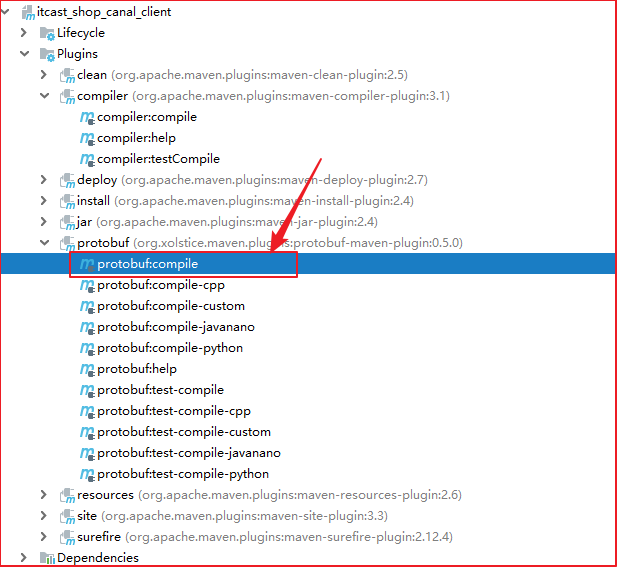 itcast_shop_canal_client
Lifecycle
Plugins
clean (org.apache.maven.plugins:maven-clean-plugin:2.5)
compiler (org.apache.maven.plugins:maven-compiler-plugin:3.1)
compiler:compile
compiler:help
compiler:testCompile
deploy (org.apache.maven.plugins:maven-deploy-plugin:2.7)
install (org.apache.maven.plugins:maven-install-plugin:2.4)
jar (org.apache.maven.plugins:maven-jar-plugin:2.4)
protobuf (org.xolstice.maven.plugins:protobuf-maven-plugin:0.5.0)
protobuf:compile
protobuf:compile-cpp
protobuf:compile-custom
protobuf:compile-javanano
protobuf:compile-python
protobuf:help
protobuf:test-compile
protobuf:test-compile-cpp
protobuf:test-compile-custom
protobuf:test-compile-javanano
protobuf:test-compile-python
resources (org.apache.maven.plugins:maven-resources-plugin:2.6)
site (org.apache.maven.plugins:maven-site-plugin:3.3)
surefire (org.apache.maven.plugins:maven-surefire-plugin:2.12.4)
Dependencies